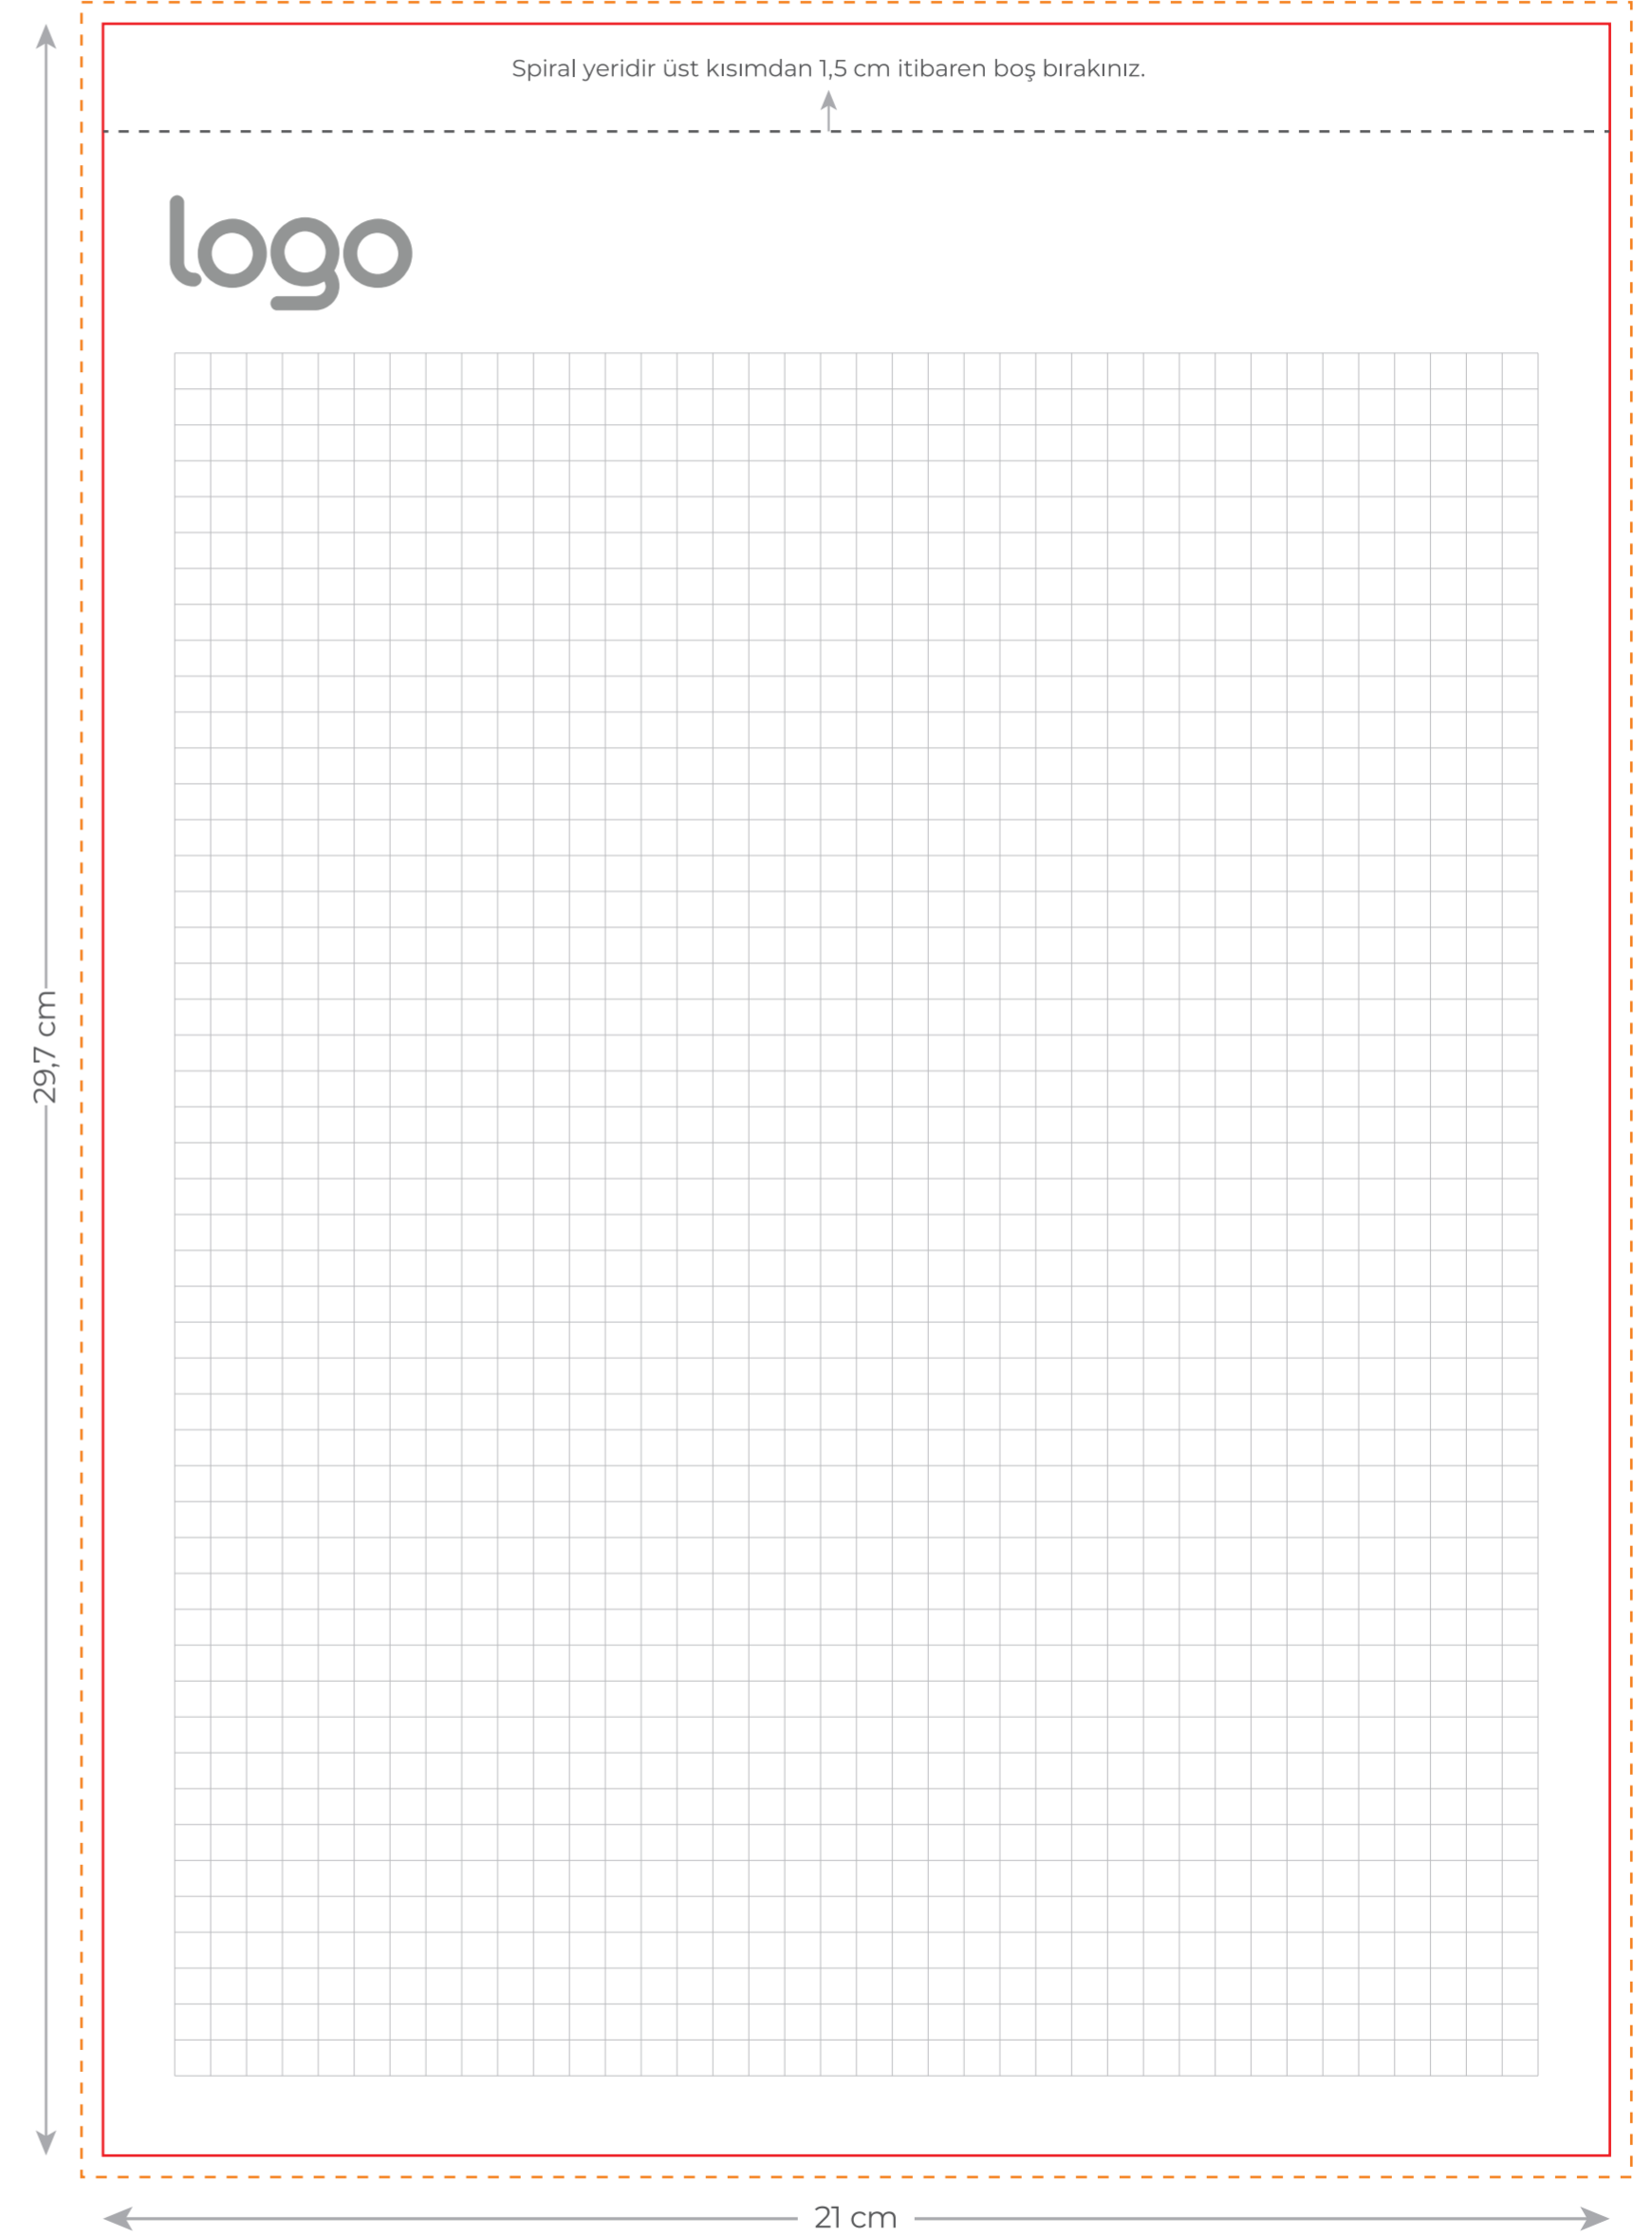 Spiral yeridir üst kısımdan 1,5 cm itibaren boş bırakınız.
logo
29,7 cm
21 cm